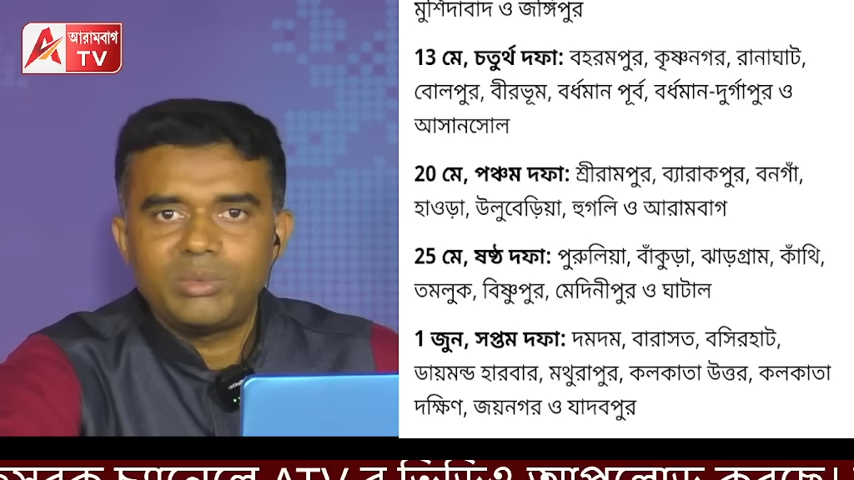 আরামবাগ
TV
মুর্শিদাবাদ ও জঙ্গিপুর
13 মে, চতুর্থ দফা: বহরমপুর, কৃষ্ণনগর, রানাঘাট,
বোলপুর, বীরভূম, বর্ধমান পূর্ব, বর্ধমান-দুর্গাপুর ও
আসানসোল
20 মে, পঞ্চম দফা: শ্রীরামপুর, ব্যারাকপুর, বনগাঁ,
হাওড়া, উলুবেড়িয়া, হুগলি ও আরামবাগ
25 মে, ষষ্ঠ দফা: পুরুলিয়া, বাঁকুড়া, ঝাড়গ্রাম, কাঁথি,
তমলুক, বিষ্ণুপুর, মেদিনীপুর ও ঘাটাল
1 জুন, সপ্তম দফা: দমদম, বারাসত, বসিরহাট,
ডায়মন্ড হারবার, মথুরাপুর, কলকাতা উত্তর, কলকাতা
দক্ষিণ, জয়নগর ও যাদবপুর
চ্যানেলে ATV র ভিডিও আপলোড করছে।